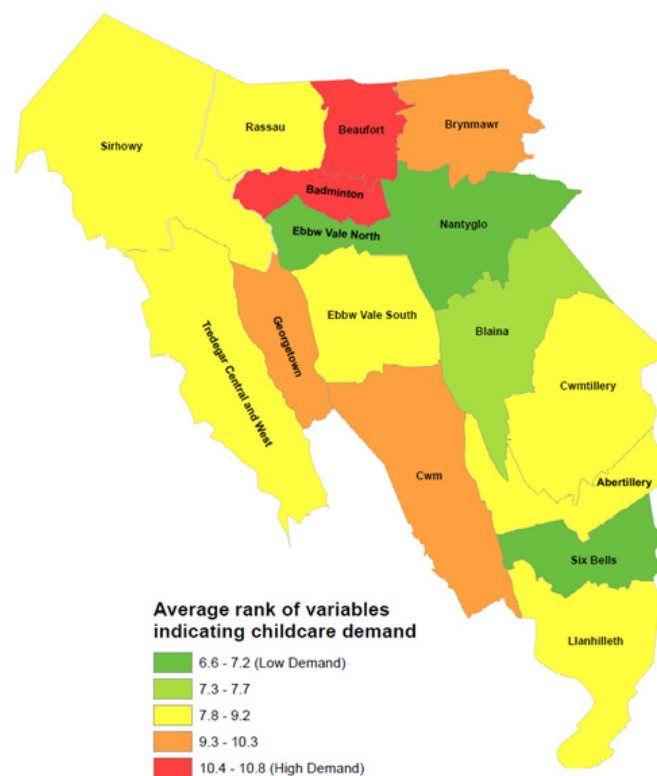 Sirhowy
Rassau
Beaufort
Brynmawr
Badminton
Ebbw Vale North
Nantyglo
Georgetown
Ebbw Vale South
Blaina
Tredegar Central and West
Cwmtillery
Cwm
Abertillery
Six Bells
Llanhilleth
Average rank of variables
indicating childcare demand
6.6 - 7.2 (Low Demand)
7.3 - 7.7
7.8 - 9.2
9.3 - 10.3
10.4 - 10.8 (High Demand)